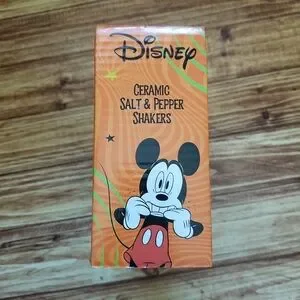 Disney
Ceramic
Salt & Pepper
Shakers